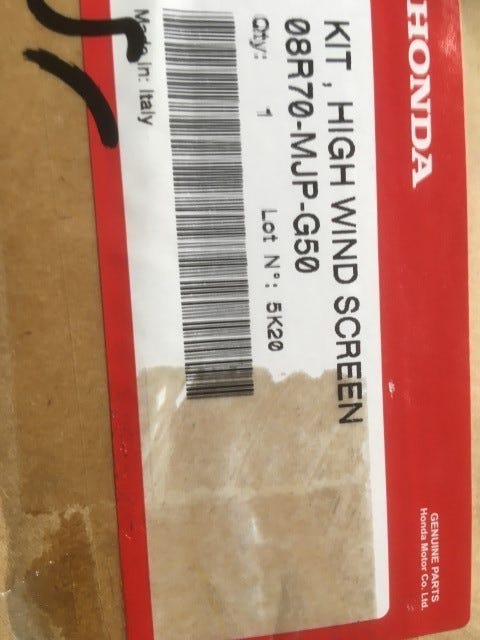 HONDA
KIT , HIGH WIND SCREEN
08R70-MJP-G50
Qty: 1 Lot N°: 5K20
Made in: Italy
GENUINE PARTS
Honda Motor Co. Ltd.